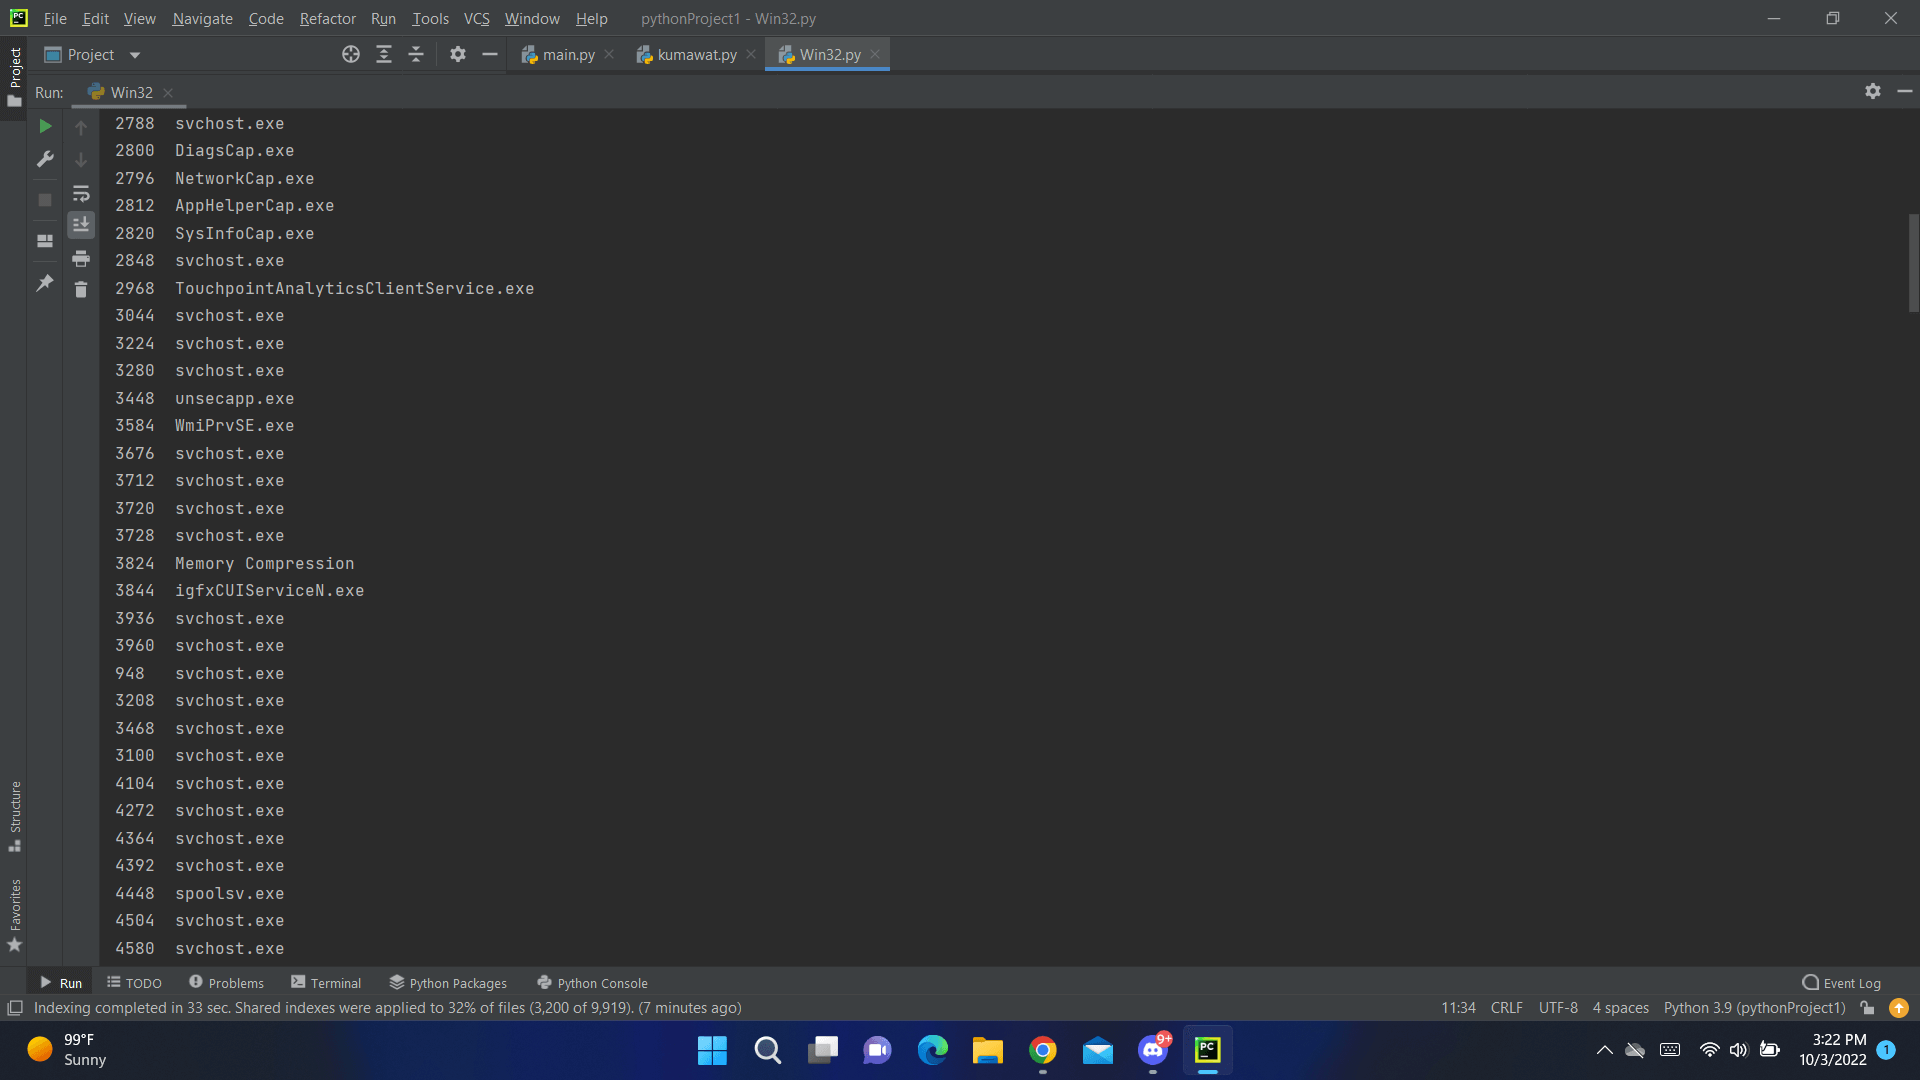 File Edit View Navigate Code Refactor Run Tools VCS Window Help pythonProject1 - Win32.py
Project main.py kumawat.py Win32.py
Project
Run: Win32
2788 svchost.exe
2800 DiagsCap.exe
2796 NetworkCap.exe
2812 AppHelperCap.exe
2820 SysInfoCap.exe
2848 svchost.exe
2968 TouchpointAnalyticsClientService.exe
3044 svchost.exe
3224 svchost.exe
3280 svchost.exe
3448 unsecapp.exe
3584 WmiPrvSE.exe
3676 svchost.exe
3712 svchost.exe
3720 svchost.exe
3728 svchost.exe
3824 Memory Compression
3844 igfxCUIServiceN.exe
3936 svchost.exe
3960 svchost.exe
948 svchost.exe
3208 svchost.exe
3468 svchost.exe
3100 svchost.exe
4104 svchost.exe
4272 svchost.exe
4364 svchost.exe
4392 svchost.exe
4448 spoolsv.exe
4504 svchost.exe
4580 svchost.exe
Structure
Favorites
Run TODO Problems Terminal Python Packages Python Console Event Log
Indexing completed in 33 sec. Shared indexes were applied to 32% of files (3,200 of 9,919). (7 minutes ago) 11:34 CRLF UTF-8 4 spaces Python 3.9 (pythonProject1)
99°F
Sunny
PC
9+
PC
3:22 PM
10/3/2022
1